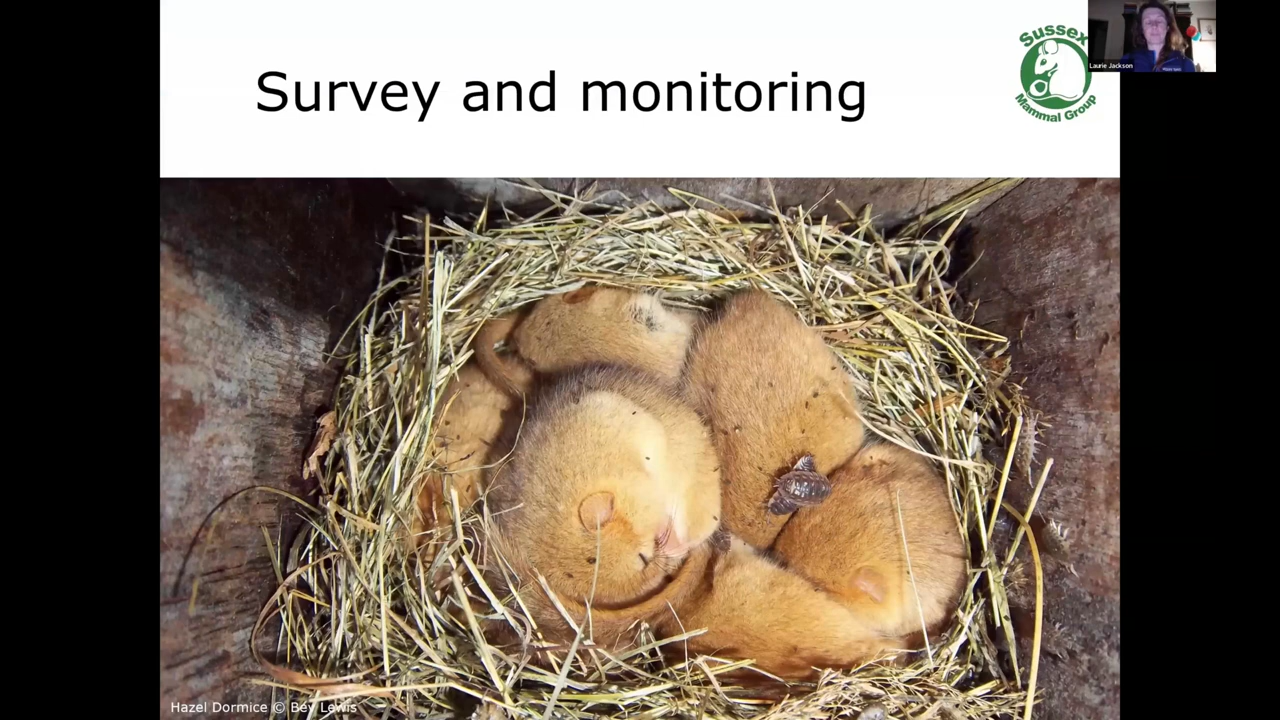 Survey and monitoring
Sussex
Mammal Group
Laurie Jackson
Hazel Dormice © Bev Lewis